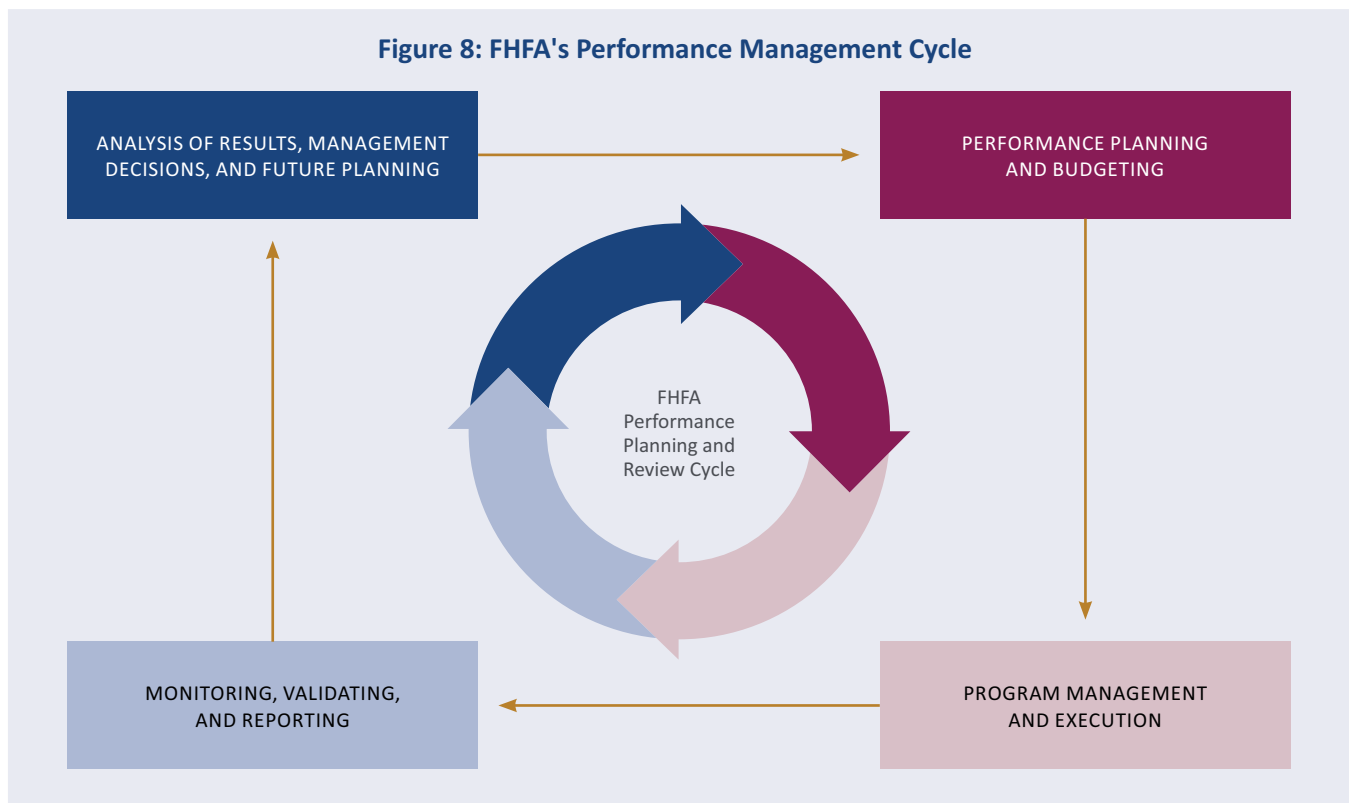 Figure 8: FHFA's Performance Management Cycle
ANALYSIS OF RESULTS, MANAGEMENT
DECISIONS, AND FUTURE PLANNING
PERFORMANCE PLANNING
AND BUDGETING
FHFA
Performance
Planning and
Review Cycle
MONITORING, VALIDATING,
AND REPORTING
PROGRAM MANAGEMENT
AND EXECUTION